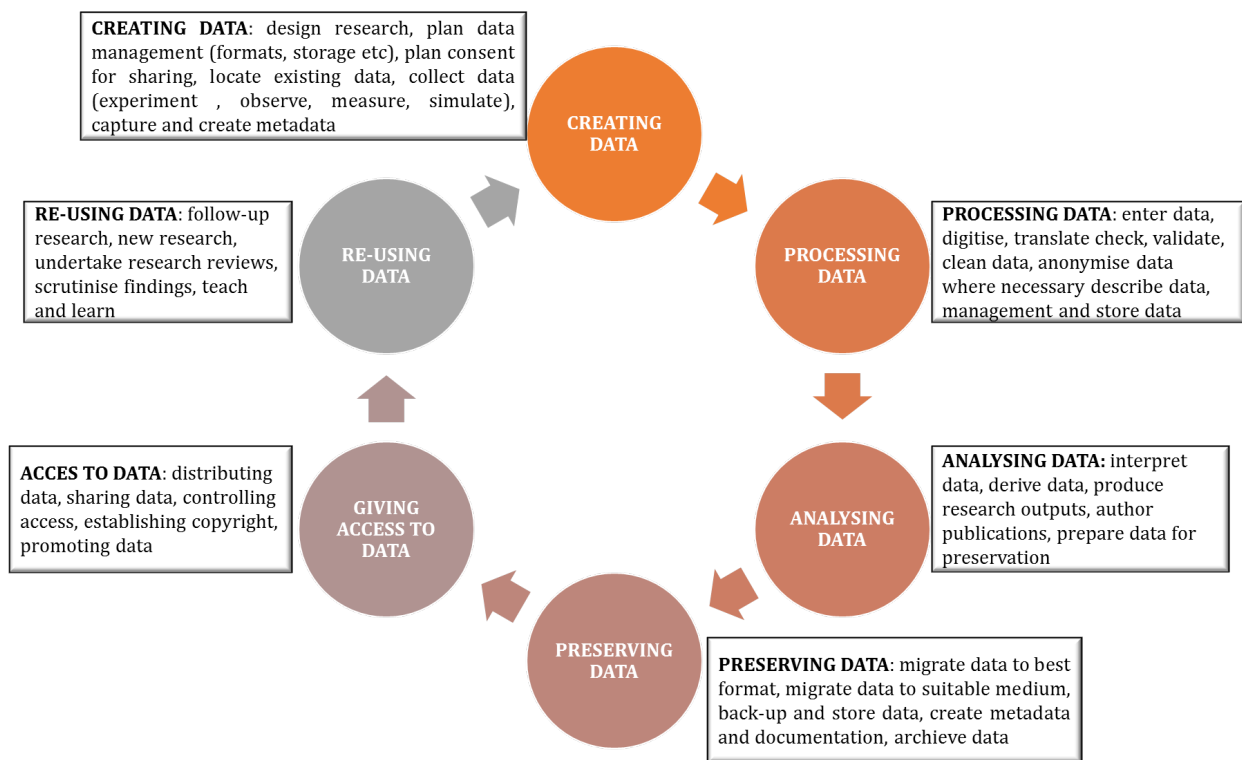 CREATING DATA: design research, plan data
management (formats, storage etc), plan consent
for sharing, locate existing data, collect data
(experiment , observe, measure, simulate),
capture and create metadata
CREATING
DATA
RE-USING DATA: follow-up
research, new research,
undertake research reviews,
scrutinise findings, teach
and learn
RE-USING
DATA
PROCESSING
DATA
PROCESSING DATA: enter data,
digitise, translate check, validate,
clean data, anonymise data
where necessary describe data,
management and store data
ACCES TO DATA: distributing
data, sharing data, controlling
access, establishing copyright,
promoting data
GIVING
ACCESS TO
DATA
ANALYSING
DATA
ANALYSING DATA: interpret
data, derive data, produce
research outputs, author
publications, prepare data for
preservation
PRESERVING
DATA
PRESERVING DATA: migrate data to best
format, migrate data to suitable medium,
back-up and store data, create metadata
and documentation, archieve data